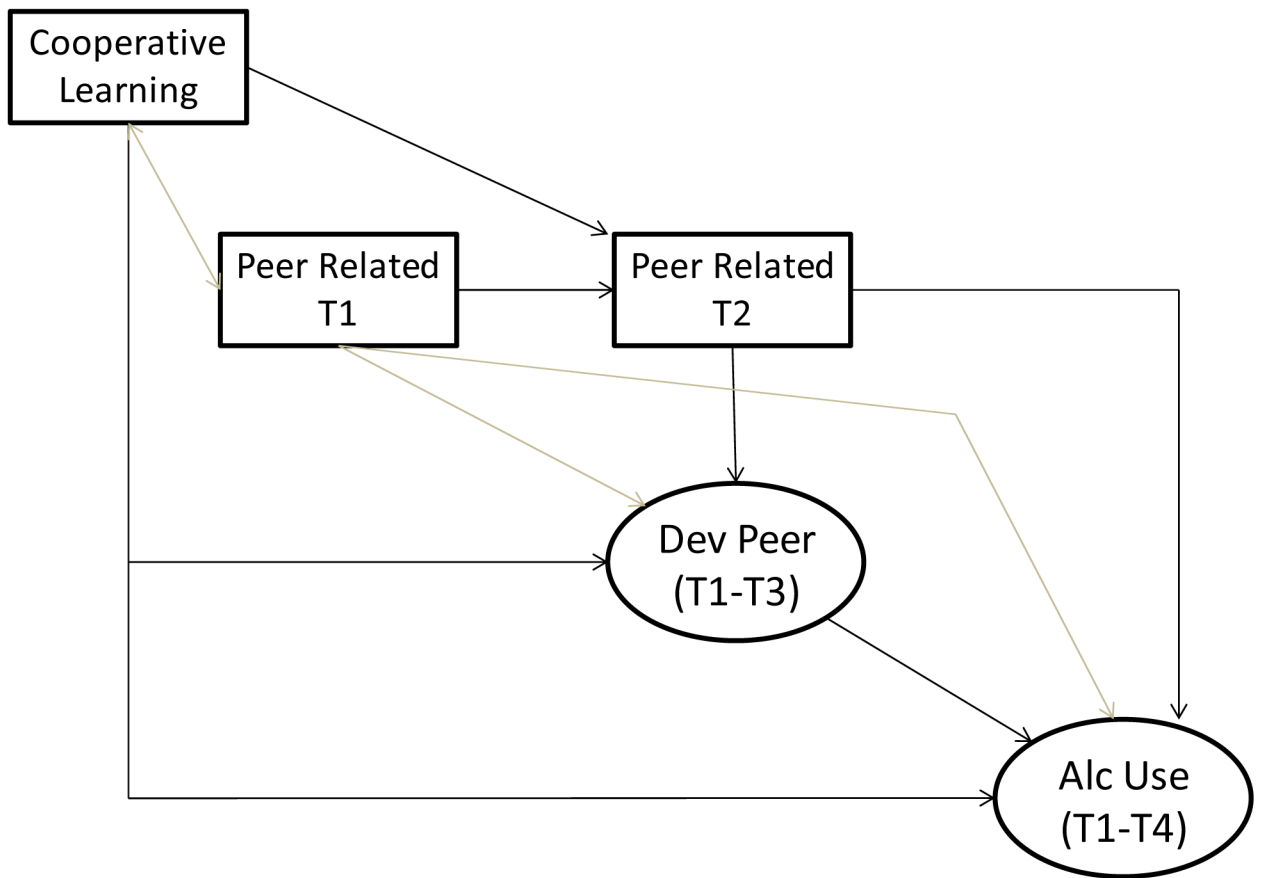 Cooperative
Learning
Peer Related
T1
Peer Related
T2
Dev Peer
(T1-T3)
Alc Use
(T1-T4)